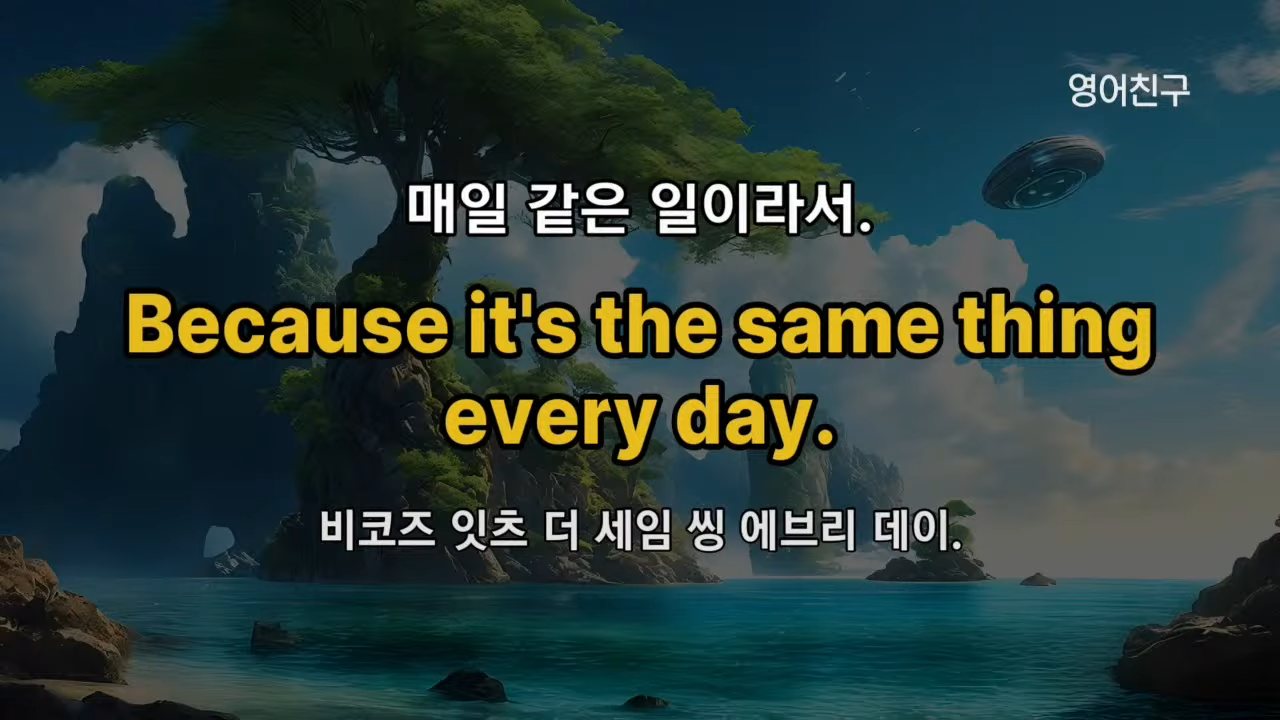 영어친구
매일 같은 일이라서.
Because it's the same thing
every day.
비코즈 잇츠 더 세임 씽 에브리 데이.